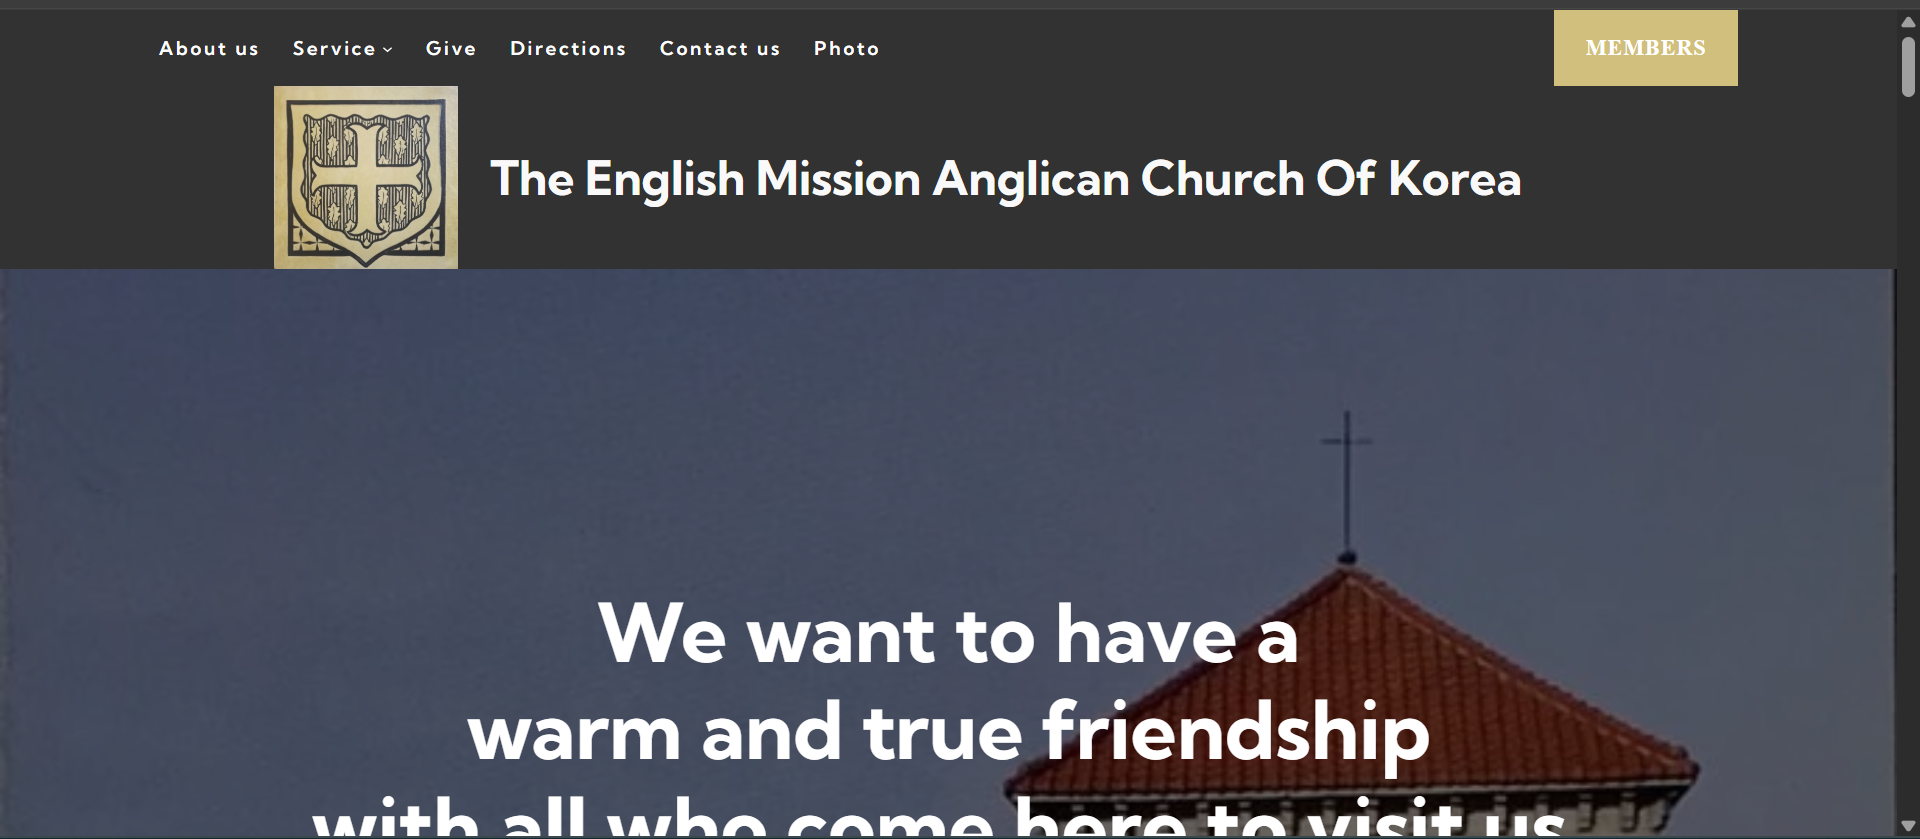 About us Service Give Directions Contact us Photo MEMBERS
The English Mission Anglican Church Of Korea
We want to have a
warm and true friendship
with all who come here to visit us